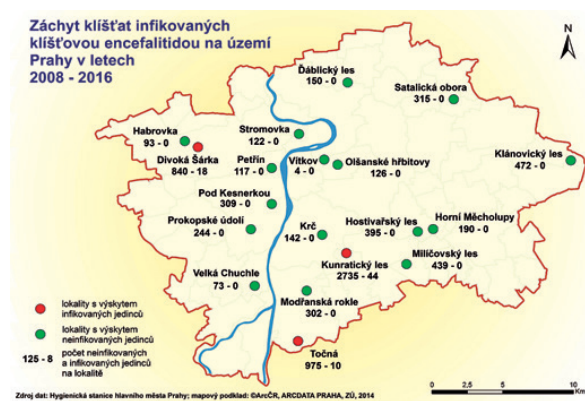 Záchyt klíšťat infikovaných
klíšťovou encefalitidou na území
Prahy v letech
2008 - 2016
N
Ďáblický les
150 - 0
Satalická obora
315 - 0
Habrovka
93 - 0
Stromovka
122 - 0
Divoká Šárka
840 - 18
Petřín
117 - 0
Vítkov
4 - 0
Olšanské hřbitovy
126 - 0
Klánovický les
472 - 0
Pod Kesnerkou
309 - 0
Prokopské údolí
244 - 0
Krč
142 - 0
Hostivařský les
395 - 0
Horní Měcholupy
190 - 0
Kunratický les
2735 - 44
Milíčovský les
439 - 0
Velká Chuchle
73 - 0
Modřanská rokle
302 - 0
Točná
975 - 10
lokality s výskytem
infikovaných jedinců
lokality s výskytem
neinfikovaných jedinců
125 - 8
počet neinfikovaných
a infikovaných jedinců
na lokalitě
0 2,5 5 10
Km
Zdroj dat: Hygienická stanice hlavního města Prahy; mapový podklad: ©ArcČR, ARCDATA PRAHA, ZÚ, 2014